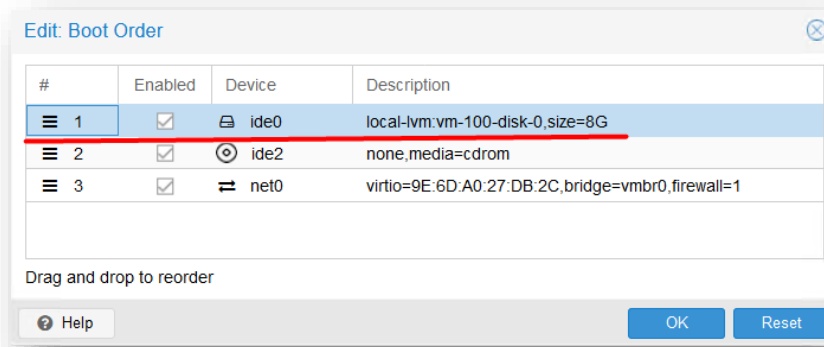 Edit: Boot Order
# Enabled Device Description
1 ide0 local-lvm:vm-100-disk-0,size=8G
2 ide2 none,media=cdrom
3 net0 virtio=9E:6D:A0:27:DB:2C,bridge=vmbr0,firewall=1
Drag and drop to reorder
Help OK Reset